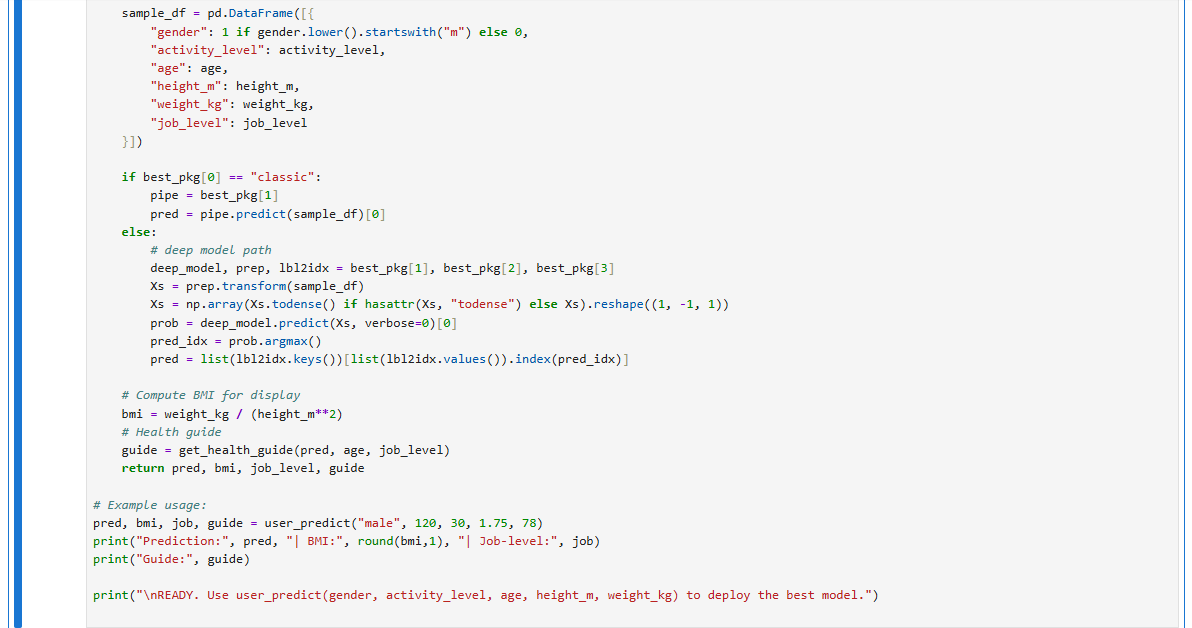 sample_df = pd.DataFrame([{
"gender": 1 if gender.lower().startswith("m") else 0,
"activity_level": activity_level,
"age": age,
"height_m": height_m,
"weight_kg": weight_kg,
"job_level": job_level
}])
if best_pkg[0] == "classic":
pipe = best_pkg[1]
pred = pipe.predict(sample_df)[0]
else:
# deep model path
deep_model, prep, lbl2idx = best_pkg[1], best_pkg[2], best_pkg[3]
Xs = prep.transform(sample_df)
Xs = np.array(Xs.todense() if hasattr(Xs, "todense") else Xs).reshape((1, -1, 1))
prob = deep_model.predict(Xs, verbose=0)[0]
pred_idx = prob.argmax()
pred = list(lbl2idx.keys())[list(lbl2idx.values()).index(pred_idx)]
# Compute BMI for display
bmi = weight_kg / (height_m**2)
# Health guide
guide = get_health_guide(pred, age, job_level)
return pred, bmi, job_level, guide
# Example usage:
pred, bmi, job, guide = user_predict("male", 120, 30, 1.75, 78)
print("Prediction:", pred, "| BMI:", round(bmi,1), "| Job-level:", job)
print("Guide:", guide)
print("\nREADY. Use user_predict(gender, activity_level, age, height_m, weight_kg) to deploy the best model.")